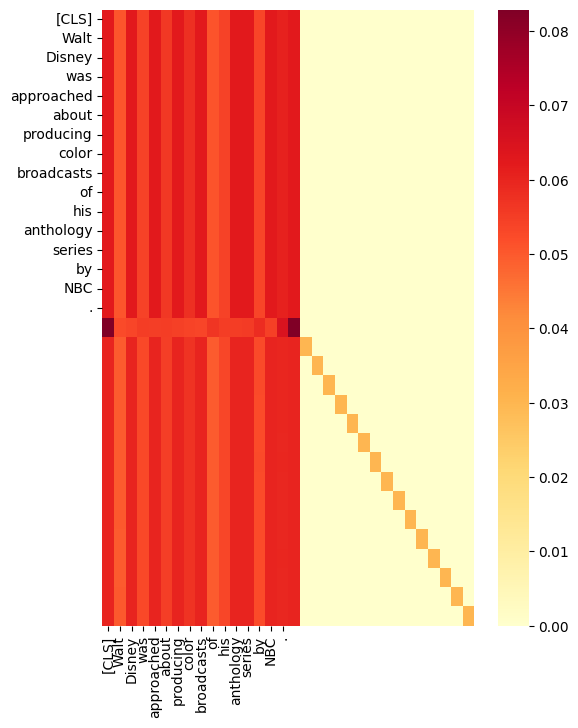 [CLS]
Walt
Disney
was
approached
about
producing
color
broadcasts
of
his
anthology
series
by
NBC
.
[CLS]
Walt
Disney
was
approached
about
producing
color
broadcasts
of
his
anthology
series
by
NBC
.
0.08
0.07
0.06
0.05
0.04
0.03
0.02
0.01
0.00